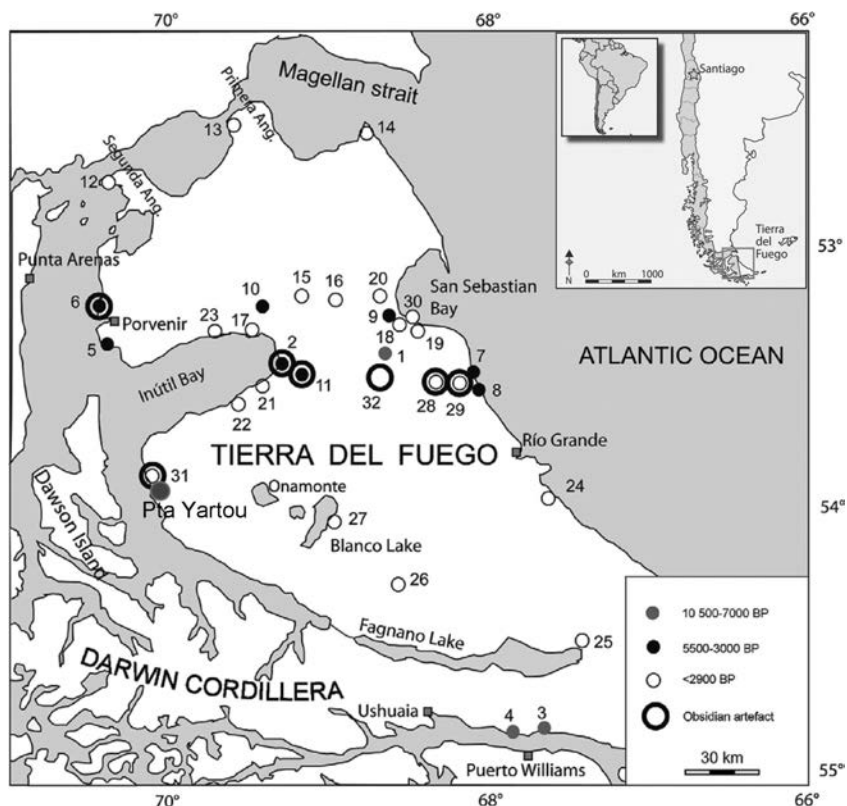 70°
68°
66°
Magellan strait
Primera Ang.
13
14
Segunda Ang.
12
Santiago
Tierra
del
Fuego
N
0 km 1000
53°
Punta Arenas
6
Porvenir
5
10
15
16
20
San Sebastian
Bay
9
30
18
19
23
17
2
1
7
ATLANTIC OCEAN
Inútil Bay
11
32
28
29
8
21
22
TIERRA DEL FUEGO
Río Grande
31
Pta Yartou
Onamonte
24
54°
Dawson Island
27
Blanco Lake
26
Fagnano Lake
25
DARWIN CORDILLERA
Ushuaia
4
3
Puerto Williams
10 500-7000 BP
5500-3000 BP
<2900 BP
Obsidian artefact
30 km
55°
70°
68°
66°